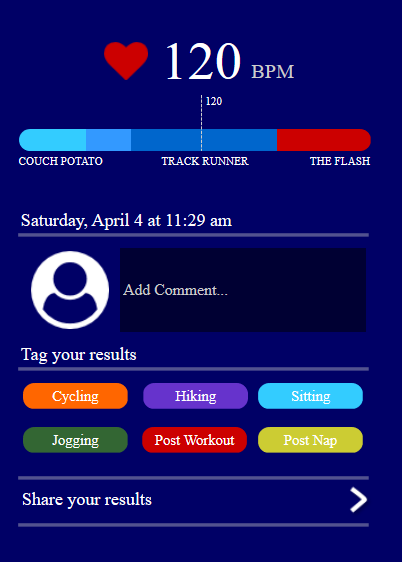 120 BPM
120
COUCH POTATO TRACK RUNNER THE FLASH
Saturday, April 4 at 11:29 am
Add Comment...
Tag your results
Cycling Hiking Sitting
Jogging Post Workout Post Nap
Share your results